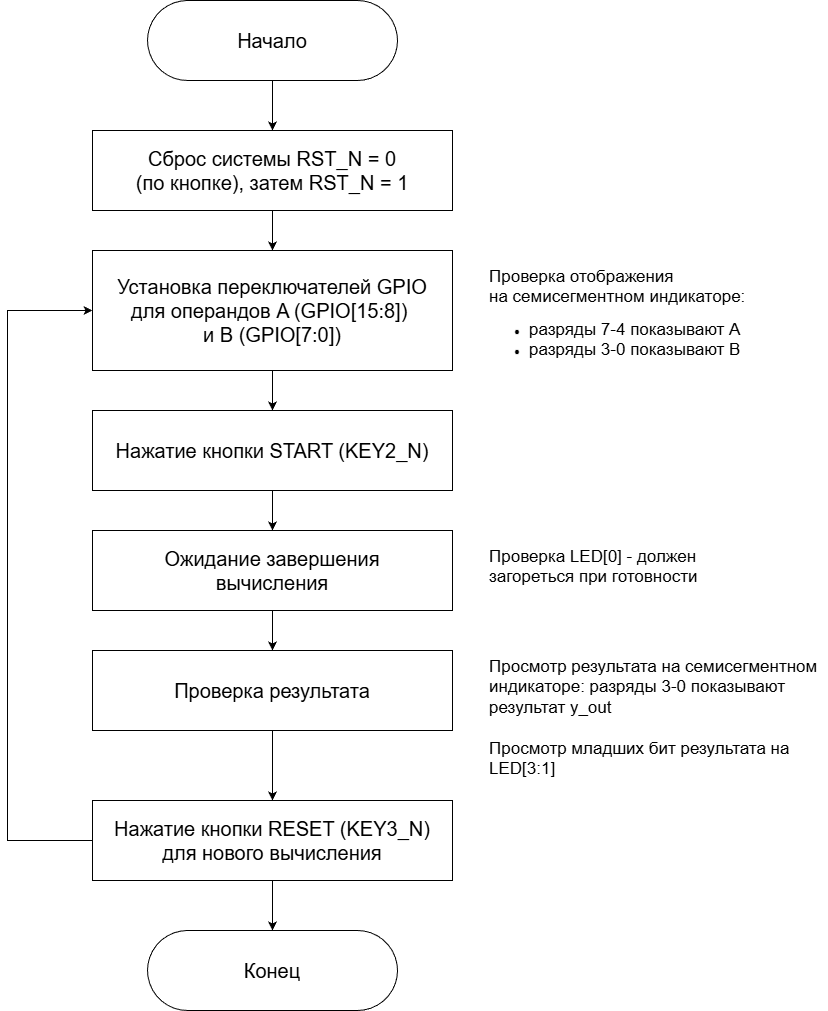 Начало
Сброс системы RST_N = 0
(по кнопке), затем RST_N = 1
Установка переключателей GPIO
для операндов A (GPIO[15:8])
и B (GPIO[7:0])
Проверка отображения
на семисегментном индикаторе:
• разряды 7-4 показывают A
• разряды 3-0 показывают B
Нажатие кнопки START (KEY2_N)
Ожидание завершения
вычисления
Проверка LED[0] - должен
загореться при готовности
Проверка результата
Просмотр результата на семисегментном
индикаторе: разряды 3-0 показывают
результат y_out
Просмотр младших бит результата на
LED[3:1]
Нажатие кнопки RESET (KEY3_N)
для нового вычисления
Конец